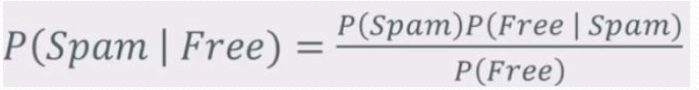 P(Spam | Free) = P(Spam)P(Free | Spam)
P(Free)